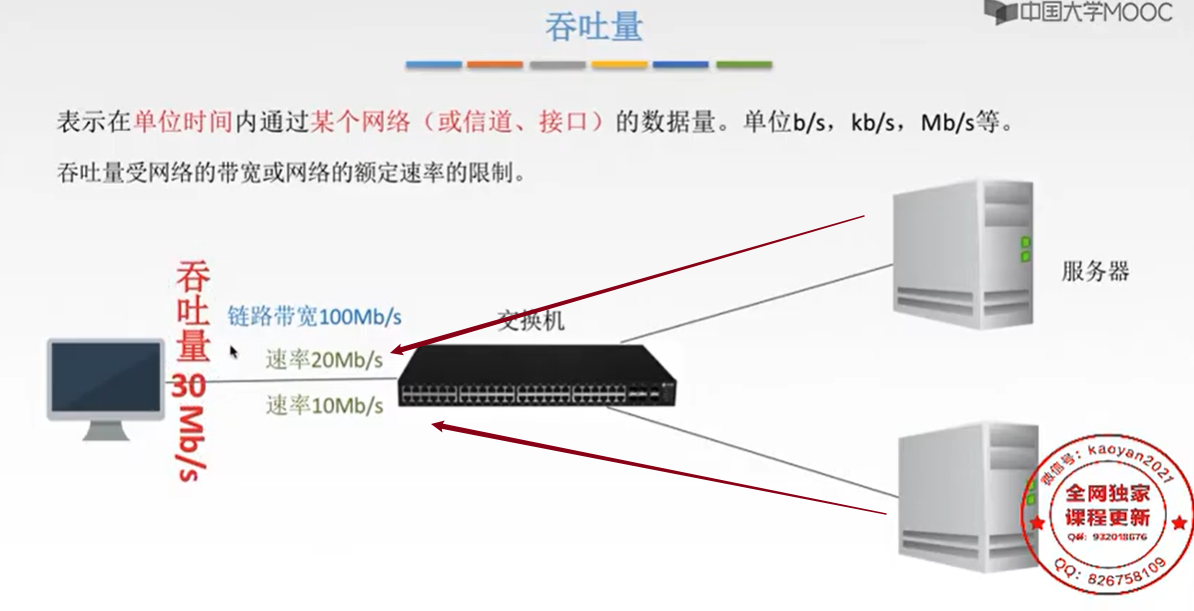 中国大学MOOC
吞吐量
表示在单位时间内通过某个网络（或信道、接口）的数据量。单位b/s，kb/s，Mb/s等。
吞吐量受网络的带宽或网络的额定速率的限制。
服务器
吞吐量 30 Mb/s
链路带宽100Mb/s
交换机
速率20Mb/s
速率10Mb/s
微信号：kaoyan2021
全网独家
课程更新
QQ：826758109